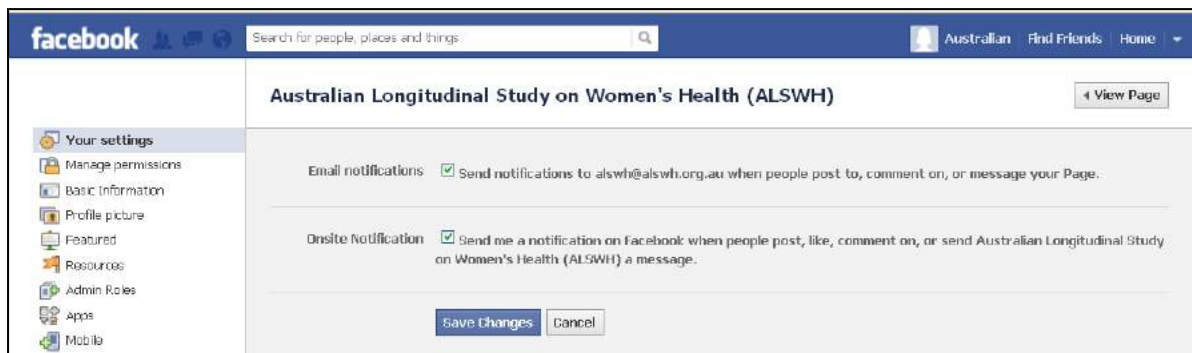 facebook
Search for people, places and things
Australian Find Friends Home
Australian Longitudinal Study on Women's Health (ALSWH)
View Page
Your settings
Manage permissions
Basic Information
Profile picture
Featured
Resources
Admin Roles
Apps
Mobile
Email notifications Send notifications to alswh@alswh.org.au when people post to, comment on, or message your Page.
Onsite Notification Send me a notification on Facebook when people post, like, comment on, or send Australian Longitudinal Study
on Women's Health (ALSWH) a message.
Save Changes Cancel